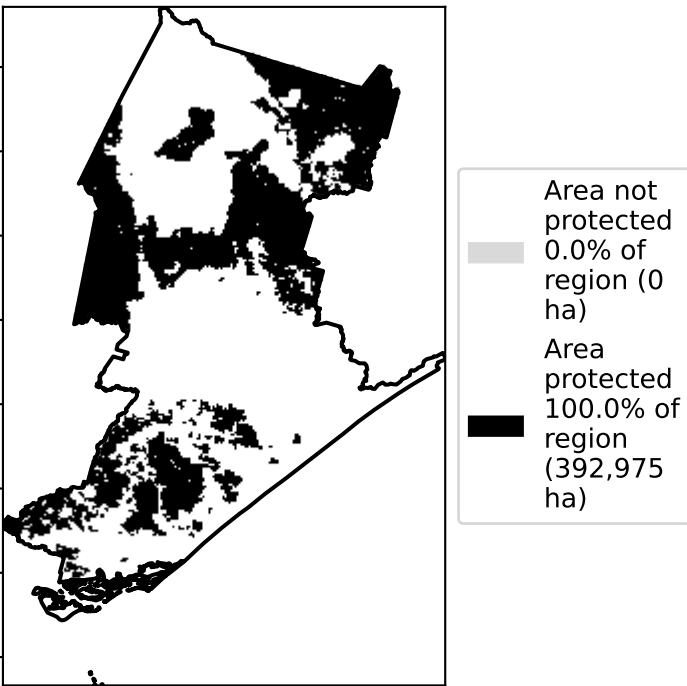 Area not
protected
0.0% of
region (0
ha)
Area
protected
100.0% of
region
(392,975
ha)